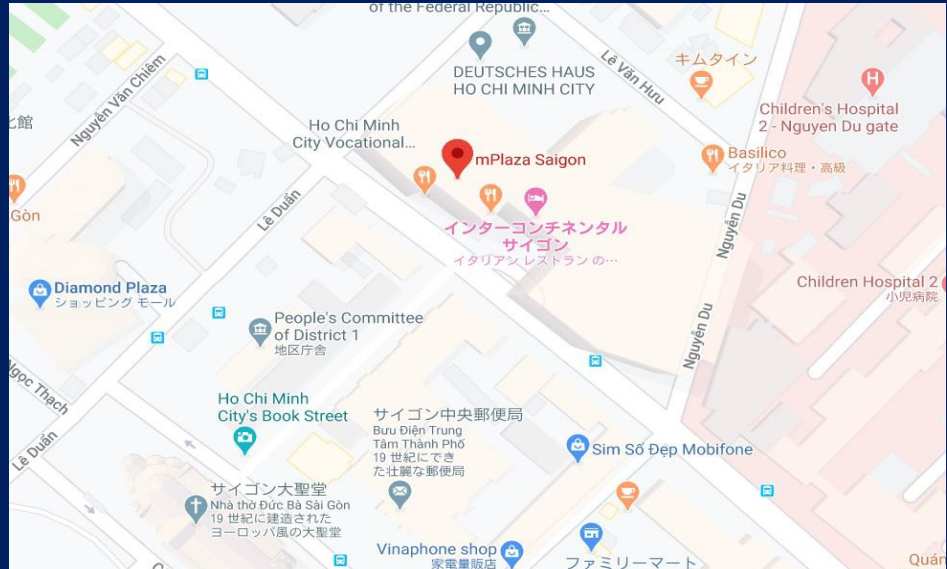 of the Federal Republic...
DEUTSCHES HAUS
HO CHI MINH CITY
キムタイン
Lê Văn Hưu
Nguyễn Văn Chiêm
Children's Hospital
2 - Nguyen Du gate
Ho Chi Minh
City Vocational...
mPlaza Saigon
Basilico
イタリア料理・高級
Gòn
Lê Duẩn
インターコンチネンタル
サイゴン
イタリアン レストラン の…
Nguyễn Du
Diamond Plaza
ショッピング モール
Children Hospital 2
小児病院
People's Committee
of District 1
地区庁舎
Nguyễn Du
Ngọc Thạch
Lê Duẩn
Ho Chi Minh
City's Book Street
サイゴン中央郵便局
Bưu Điện Trung
Tâm Thành Phố
19 世紀にでき
た壮麗な郵便局
Sim Số Đẹp Mobifone
サイゴン大聖堂
Nhà thờ Đức Bà Sài Gòn
19 世紀に建造された
ヨーロッパ風の大聖堂
Vinaphone shop
家電量販店
ファミリーマート
Quán